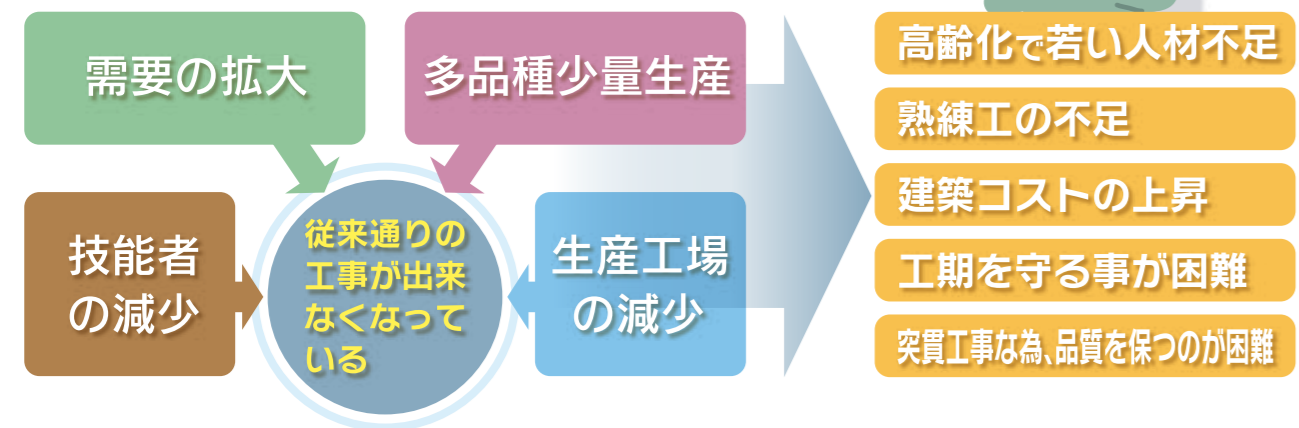 需要の拡大
多品種少量生産
技能者
の減少
従来通りの
工事が出来
なくなって
いる
生産工場
の減少
高齢化で若い人材不足
熟練工の不足
建築コストの上昇
工期を守る事が困難
突貫工事な為、品質を保つのが困難